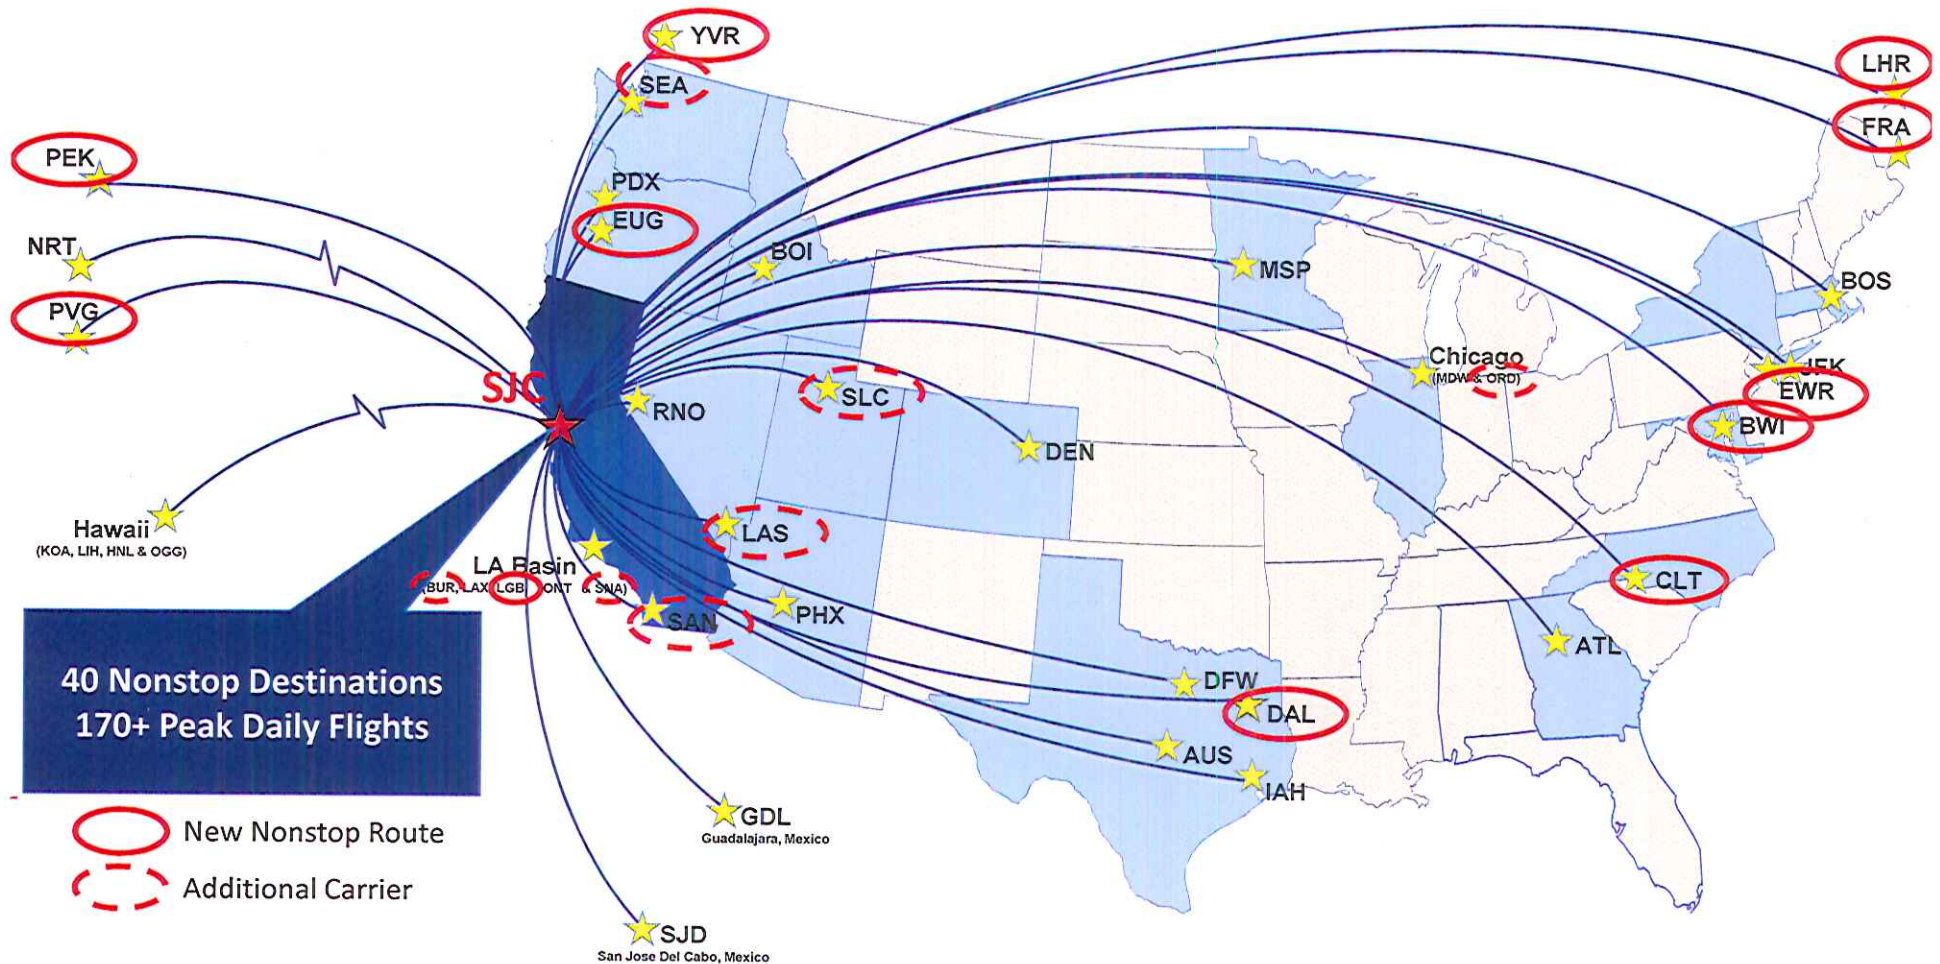 YVR
SEA
LHR
FRA
PEK
PDX
EUG
NRT
BOI
MSP
BOS
PVG
SJC
RNO
SLC
DEN
Chicago
(MDW & ORD)
JFK
EWR
BWI
Hawaii
(KOA, LIH, HNL & OGG)
LAS
LA Basin
(BUR, LAX, LGB, ONT & SNA)
SAN
PHX
CLT
ATL
DFW
DAL
AUS
IAH
40 Nonstop Destinations
170+ Peak Daily Flights
GDL
Guadalajara, Mexico
New Nonstop Route
Additional Carrier
SJD
San Jose Del Cabo, Mexico